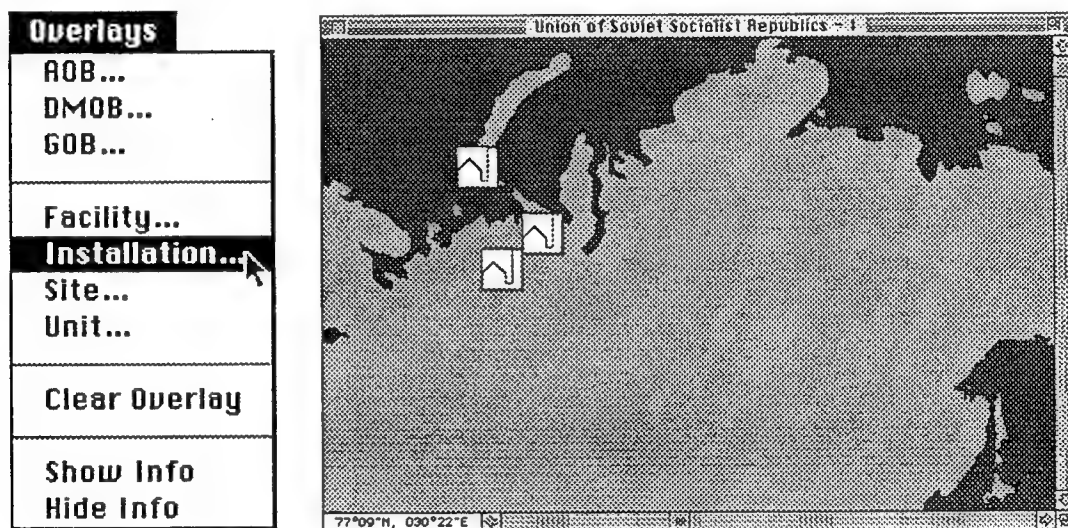 Overlays
AOB...
DMOB...
GOB...
Facility...
Installation...
Site...
Unit...
Clear Overlay
Show Info
Hide Info
Union of Soviet Socialist Republics - 1
77°09"N, 030°22"E